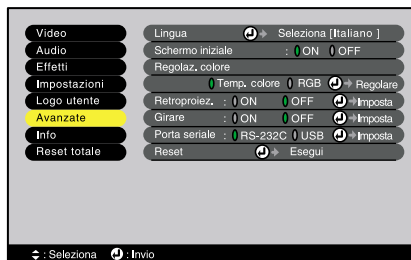 Video
Audio
Effetti
Impostazioni
Logo utente
Avanzate
Info
Reset totale
Lingua Seleziona [Italiano ]
Schermo iniziale : ON OFF
Regolaz. colore
Temp. colore RGB Regolare
Retroproiez. : ON OFF Imposta
Girare : ON OFF Imposta
Porta seriale : RS-232C USB Imposta
Reset Esegui
: Seleziona : Invio